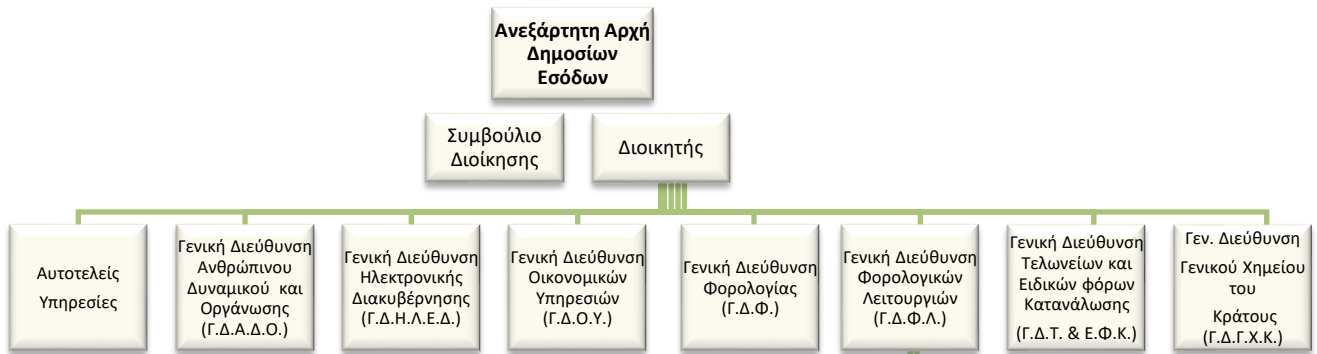 Ανεξάρτητη Αρχή
Δημοσίων
Εσόδων
Συμβούλιο
Διοίκησης
Διοικητής
Αυτοτελείς
Υπηρεσίες
Γενική Διεύθυνση
Ανθρώπινου
Δυναμικού και
Οργάνωσης
(Γ.Δ.Α.Δ.Ο.)
Γενική Διεύθυνση
Ηλεκτρονικής
Διακυβέρνησης
(Γ.Δ.Η.Λ.Ε.Δ.)
Γενική Διεύθυνση
Οικονομικών
Υπηρεσιών
(Γ.Δ.Ο.Υ.)
Γενική Διεύθυνση
Φορολογίας
(Γ.Δ.Φ.)
Γενική Διεύθυνση
Φορολογικών
Λειτουργιών
(Γ.Δ.Φ.Λ.)
Γενική Διεύθυνση
Τελωνείων και
Ειδικών φόρων
Κατανάλωσης
(Γ.Δ.Τ. & Ε.Φ.Κ.)
Γεν. Διεύθυνση
Γενικού Χημείου
του
Κράτους
(Γ.Δ.Γ.Χ.Κ.)